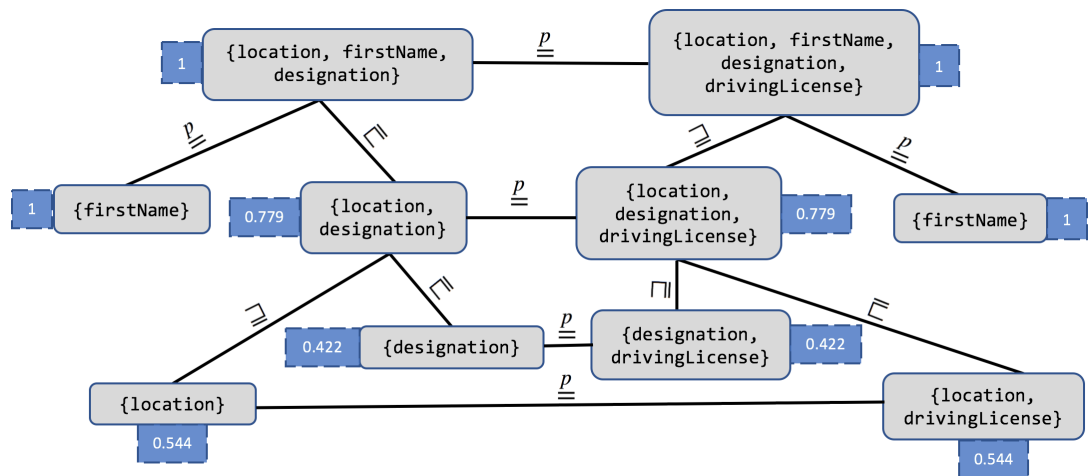 {location, firstName,
designation}
1
p
=
{location, firstName,
designation,
drivingLicense}
1
p
=
⊑
⊑
p
=
1
{firstName}
0.779
{location,
designation}
p
=
{location,
designation,
drivingLicense}
0.779
{firstName}
1
⊑
⊑
⊑
⊑
0.422
{designation}
p
=
{designation,
drivingLicense}
0.422
{location}
0.544
p
=
{location,
drivingLicense}
0.544